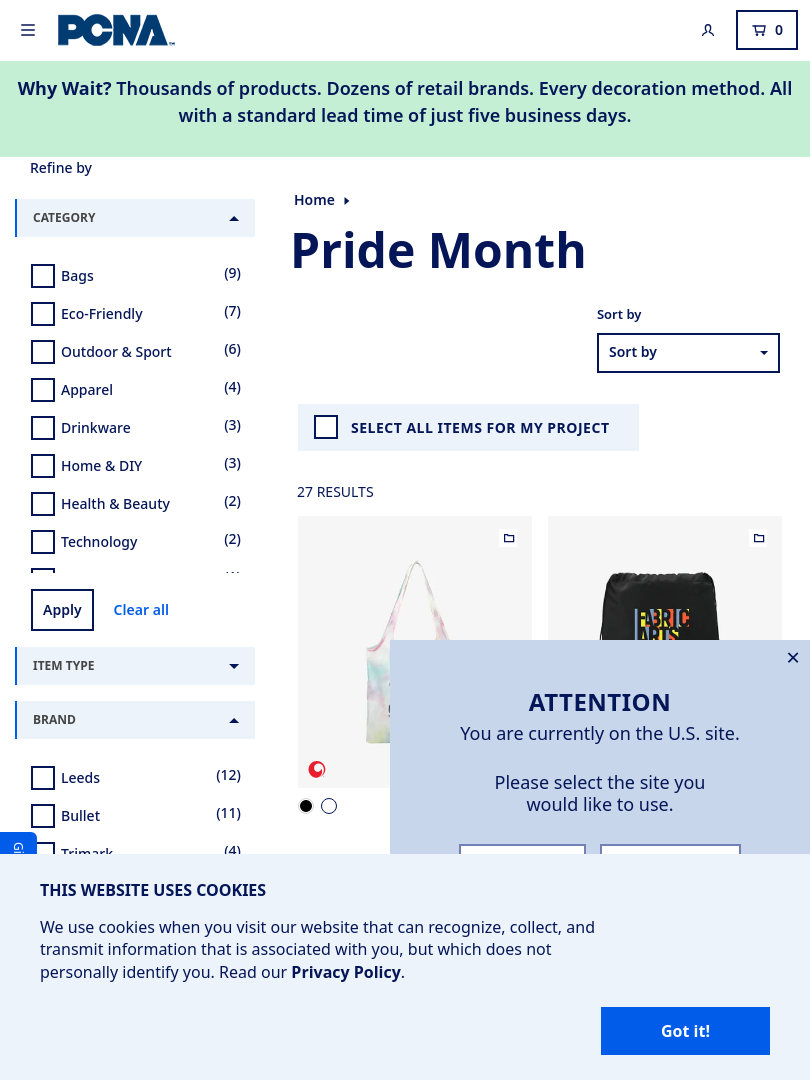 PCNA
0
Why Wait? Thousands of products. Dozens of retail brands. Every decoration method. All
with a standard lead time of just five business days.
Refine by
CATEGORY
Bags (9)
Eco-Friendly (7)
Outdoor & Sport (6)
Apparel (4)
Drinkware (3)
Home & DIY (3)
Health & Beauty (2)
Technology (2)
Apply
Clear all
ITEM TYPE
BRAND
Leeds (12)
Bullet (11)
Trimark (4)
Home
Pride Month
Sort by
Sort by
SELECT ALL ITEMS FOR MY PROJECT
27 RESULTS
FABRIC
ARTS
ATTENTION
You are currently on the U.S. site.
Please select the site you
would like to use.
THIS WEBSITE USES COOKIES
We use cookies when you visit our website that can recognize, collect, and
transmit information that is associated with you, but which does not
personally identify you. Read our Privacy Policy.
Got it!